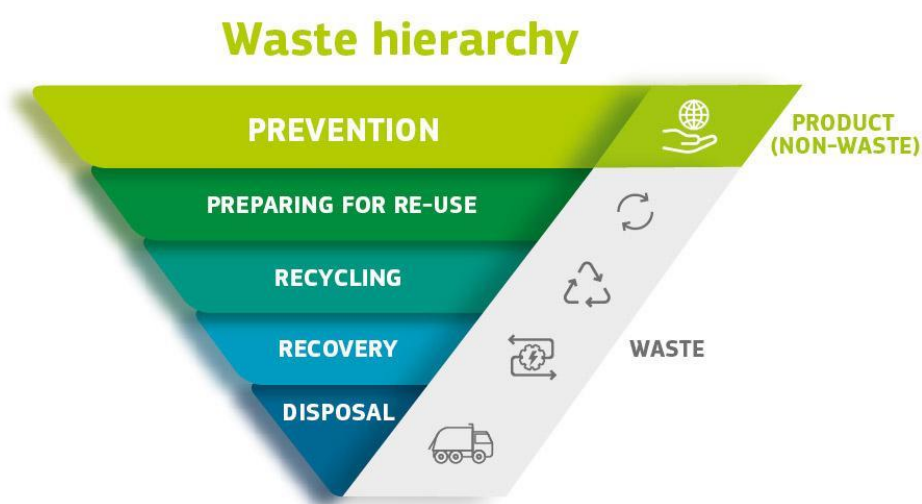 Waste hierarchy
PREVENTION
PRODUCT
(NON-WASTE)
PREPARING FOR RE-USE
RECYCLING
RECOVERY
WASTE
DISPOSAL